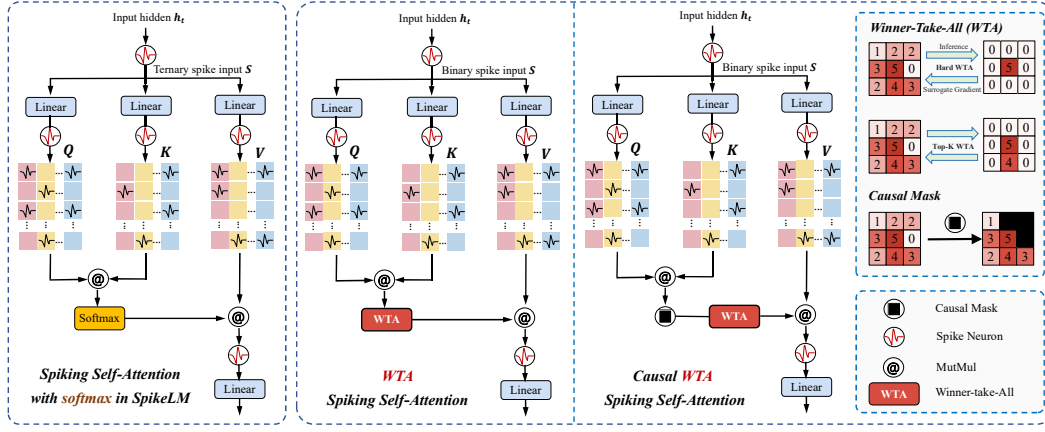 Input hidden h_t
Ternary spike input S
Linear
Linear
Linear
Q
K
V
...
...
...
@
Softmax
@
Linear
Spiking Self-Attention
with softmax in SpikeLM
Input hidden h_t
Binary spike input S
Linear
Linear
Linear
Q
K
V
...
...
...
@
WTA
@
Linear
WTA
Spiking Self-Attention
Input hidden h_t
Binary spike input S
Linear
Linear
Linear
Q
K
V
...
...
...
@
WTA
@
Linear
Causal WTA
Spiking Self-Attention
Winner-Take-All (WTA)
1 2 2
3 5 0
2 4 3
Inference
Hard WTA
Surrogate Gradient
0 0 0
0 5 0
0 0 0
1 2 2
3 5 0
2 4 3
Top-K WTA
0 0 0
0 5 0
0 4 0
Causal Mask
1 2 2
3 5 0
2 4 3
1
3 5
2 4 3
Causal Mask
Spike Neuron
@ MutMul
WTA Winner-take-All